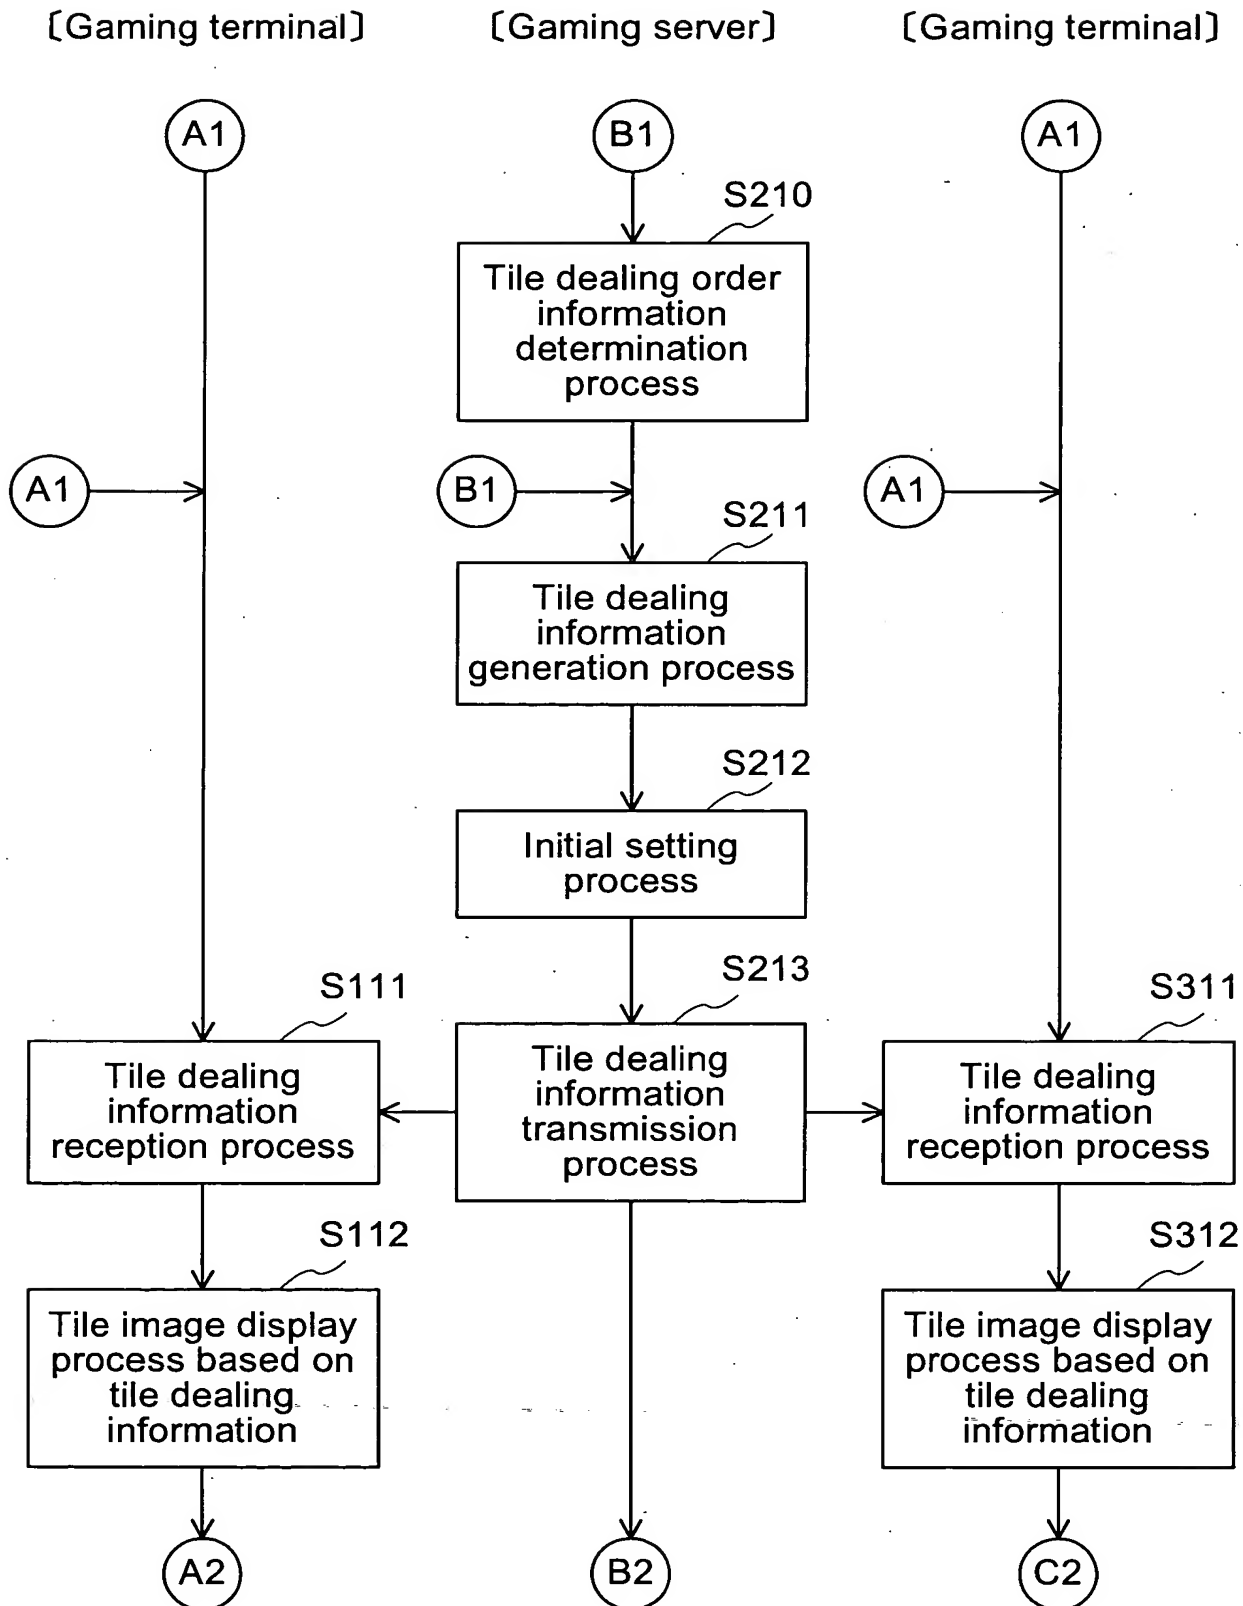 〔Gaming terminal〕
〔Gaming server〕
〔Gaming terminal〕
A1
B1
A1
S210
Tile dealing order
information
determination
process
A1
B1
A1
S211
Tile dealing
information
generation process
S212
Initial setting
process
S213
Tile dealing
information
transmission
process
S111
Tile dealing
information
reception process
S311
Tile dealing
information
reception process
S112
Tile image display
process based on
tile dealing
information
S312
Tile image display
process based on
tile dealing
information
A2
B2
C2